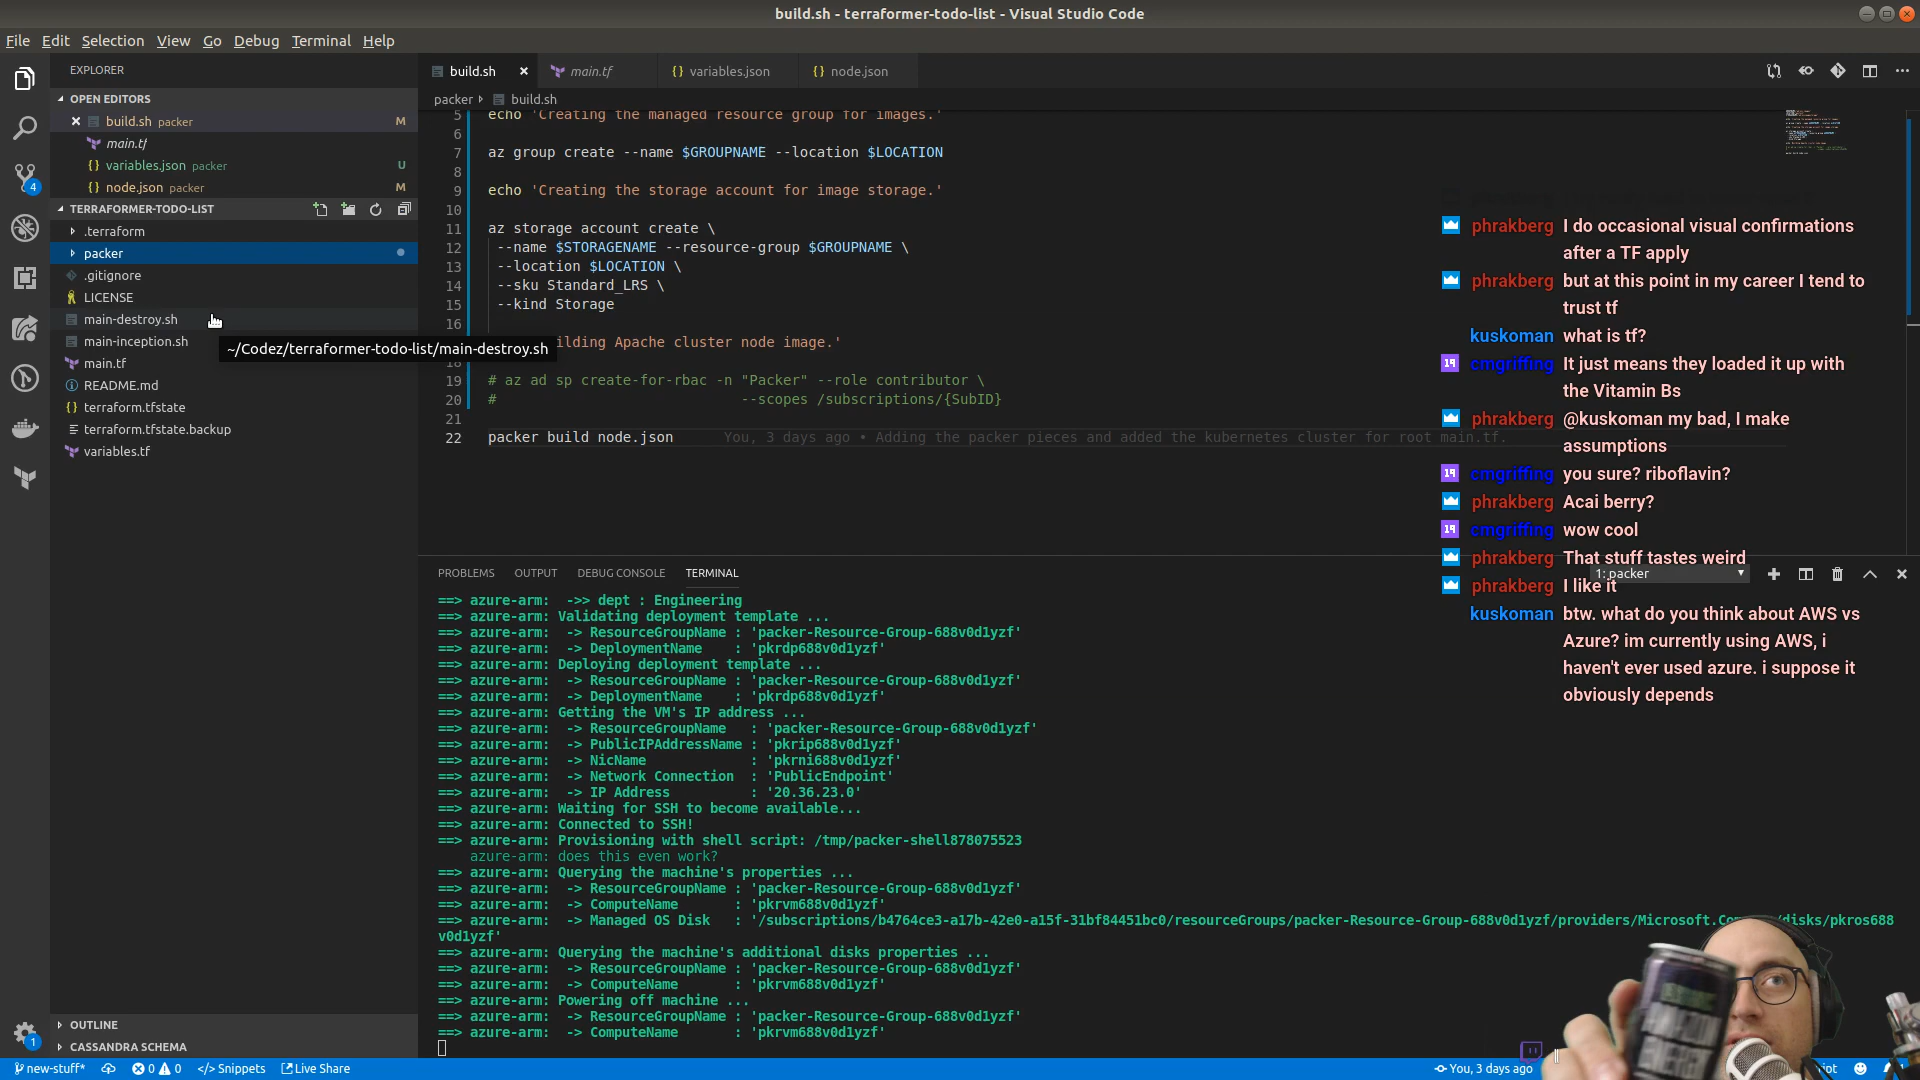 build.sh - terraformer-todo-list - Visual Studio Code
File Edit Selection View Go Debug Terminal Help
EXPLORER
OPEN EDITORS
build.sh packer M
main.tf
variables.json packer U
node.json packer M
TERRAFORMER-TODO-LIST
.terraform
packer
.gitignore
LICENSE
main-destroy.sh
main-inception.sh
main.tf
README.md
terraform.tfstate
terraform.tfstate.backup
variables.tf
~/Codez/terraformer-todo-list/main-destroy.sh
OUTLINE
CASSANDRA SCHEMA
4
1
build.sh main.tf variables.json node.json
packer build.sh
5 echo 'Creating the managed resource group for images.'
6
7 az group create --name $GROUPNAME --location $LOCATION
8
9 echo 'Creating the storage account for image storage.'
10
11 az storage account create \
12 --name $STORAGENAME --resource-group $GROUPNAME \
13 --location $LOCATION \
14 --sku Standard_LRS \
15 --kind Storage
16
ilding Apache cluster node image.'
18
19 # az ad sp create-for-rbac -n "Packer" --role contributor \
20 # --scopes /subscriptions/{SubID}
21
22 packer build node.json You, 3 days ago • Adding the packer pieces and added the kubernetes cluster for root main.tf.
phrakberg I do occasional visual confirmations
after a TF apply
phrakberg but at this point in my career I tend to
trust tf
kuskoman what is tf?
19 cmgriffing It just means they loaded it up with
the Vitamin Bs
phrakberg @kuskoman my bad, I make
assumptions
19 cmgriffing you sure? riboflavin?
phrakberg Acai berry?
19 cmgriffing wow cool
phrakberg That stuff tastes weird
phrakberg I like it
kuskoman btw. what do you think about AWS vs
Azure? im currently using AWS, i
haven't ever used azure. i suppose it
obviously depends
PROBLEMS OUTPUT DEBUG CONSOLE TERMINAL 1: packer
==> azure-arm: ->> dept : Engineering
==> azure-arm: Validating deployment template ...
==> azure-arm: -> ResourceGroupName : 'packer-Resource-Group-688v0d1yzf'
==> azure-arm: -> DeploymentName : 'pkrdp688v0d1yzf'
==> azure-arm: Deploying deployment template ...
==> azure-arm: -> ResourceGroupName : 'packer-Resource-Group-688v0d1yzf'
==> azure-arm: -> DeploymentName : 'pkrdp688v0d1yzf'
==> azure-arm: Getting the VM's IP address ...
==> azure-arm: -> ResourceGroupName : 'packer-Resource-Group-688v0d1yzf'
==> azure-arm: -> PublicIPAddressName : 'pkrip688v0d1yzf'
==> azure-arm: -> NicName : 'pkrni688v0d1yzf'
==> azure-arm: -> Network Connection : 'PublicEndpoint'
==> azure-arm: -> IP Address : '20.36.23.0'
==> azure-arm: Waiting for SSH to become available...
==> azure-arm: Connected to SSH!
==> azure-arm: Provisioning with shell script: /tmp/packer-shell878075523
azure-arm: does this even work?
==> azure-arm: Querying the machine's properties ...
==> azure-arm: -> ResourceGroupName : 'packer-Resource-Group-688v0d1yzf'
==> azure-arm: -> ComputeName : 'pkrvm688v0d1yzf'
==> azure-arm: -> Managed OS Disk : '/subscriptions/b4764ce3-a17b-42e0-a15f-31bf84451bc0/resourceGroups/packer-Resource-Group-688v0d1yzf/providers/Microsoft.Co /disks/pkros688
v0d1yzf'
==> azure-arm: Querying the machine's additional disks properties ...
==> azure-arm: -> ResourceGroupName : 'packer-Resource-Group-688v0d1yzf'
==> azure-arm: -> ComputeName : 'pkrvm688v0d1yzf'
==> azure-arm: Powering off machine ...
==> azure-arm: -> ResourceGroupName : 'packer-Resource-Group-688v0d1yzf'
==> azure-arm: -> ComputeName : 'pkrvm688v0d1yzf'
new-stuff* 0 0 </> Snippets Live Share You, 3 days ago